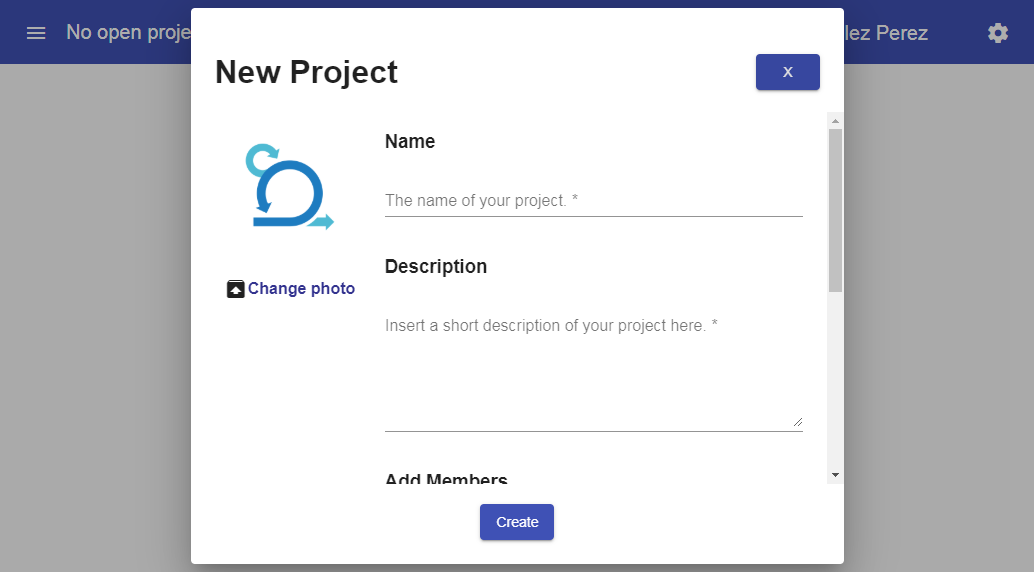 No open proje
lez Perez
New Project
X
Name
The name of your project. *
Change photo
Description
Insert a short description of your project here. *
Add Members
Create